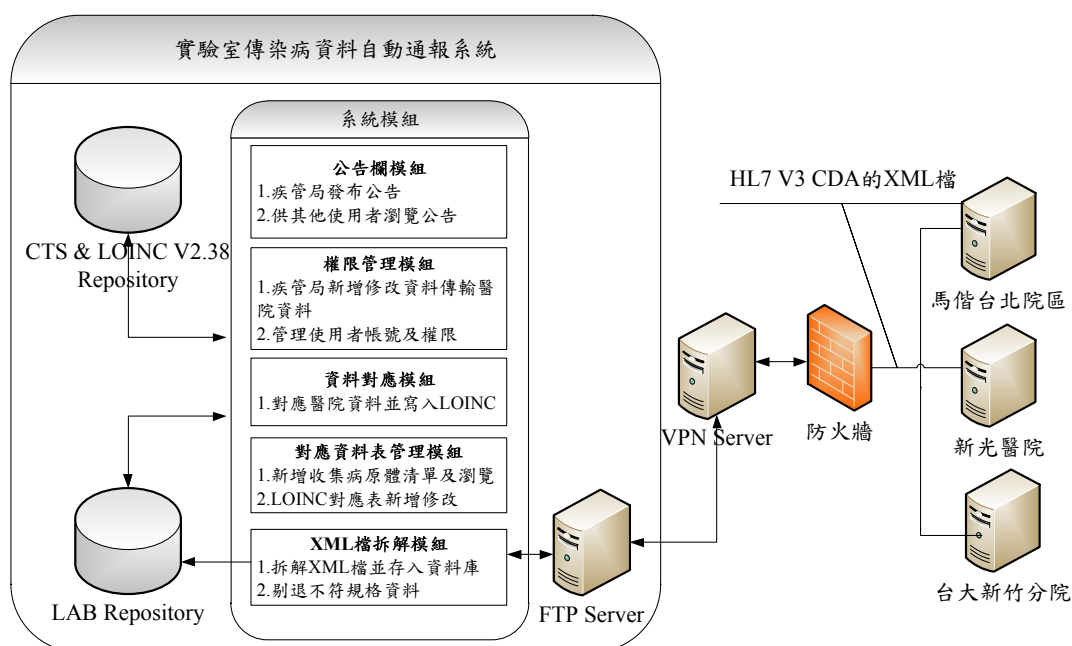 實驗室傳染病資料自動通報系統
系統模組
公告欄模組
1.疾管局發布公告
2.供其他使用者瀏覽公告
權限管理模組
1.疾管局新增修改資料傳輸醫
院資料
2.管理使用者帳號及權限
資料對應模組
1.對應醫院資料並寫入LOINC
對應資料表管理模組
1.新增收集病原體清單及瀏覽
2.LOINC對應表新增修改
XML檔拆解模組
1.拆解XML檔並存入資料庫
2.剔退不符規格資料
CTS & LOINC V2.38
Repository
LAB Repository
FTP Server
VPN Server
防火牆
HL7 V3 CDA的XML檔
馬偕台北院區
新光醫院
台大新竹分院